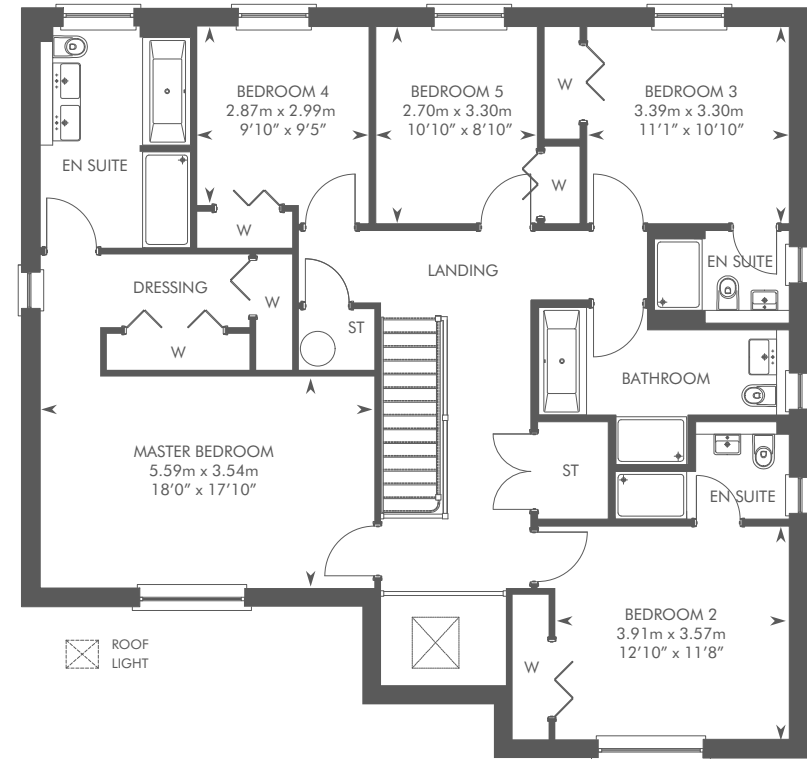 BEDROOM 4
2.87m x 2.99m
9'10" x 9'5"
BEDROOM 5
2.70m x 3.30m
10'10" x 8'10"
W
BEDROOM 3
3.39m x 3.30m
11'1" x 10'10"
EN SUITE
W
W
DRESSING
W
W
LANDING
ST
EN SUITE
BATHROOM
MASTER BEDROOM
5.59m x 3.54m
18'0" x 17'10"
ST
EN SUITE
BEDROOM 2
3.91m x 3.57m
12'10" x 11'8"
W
ROOF
LIGHT